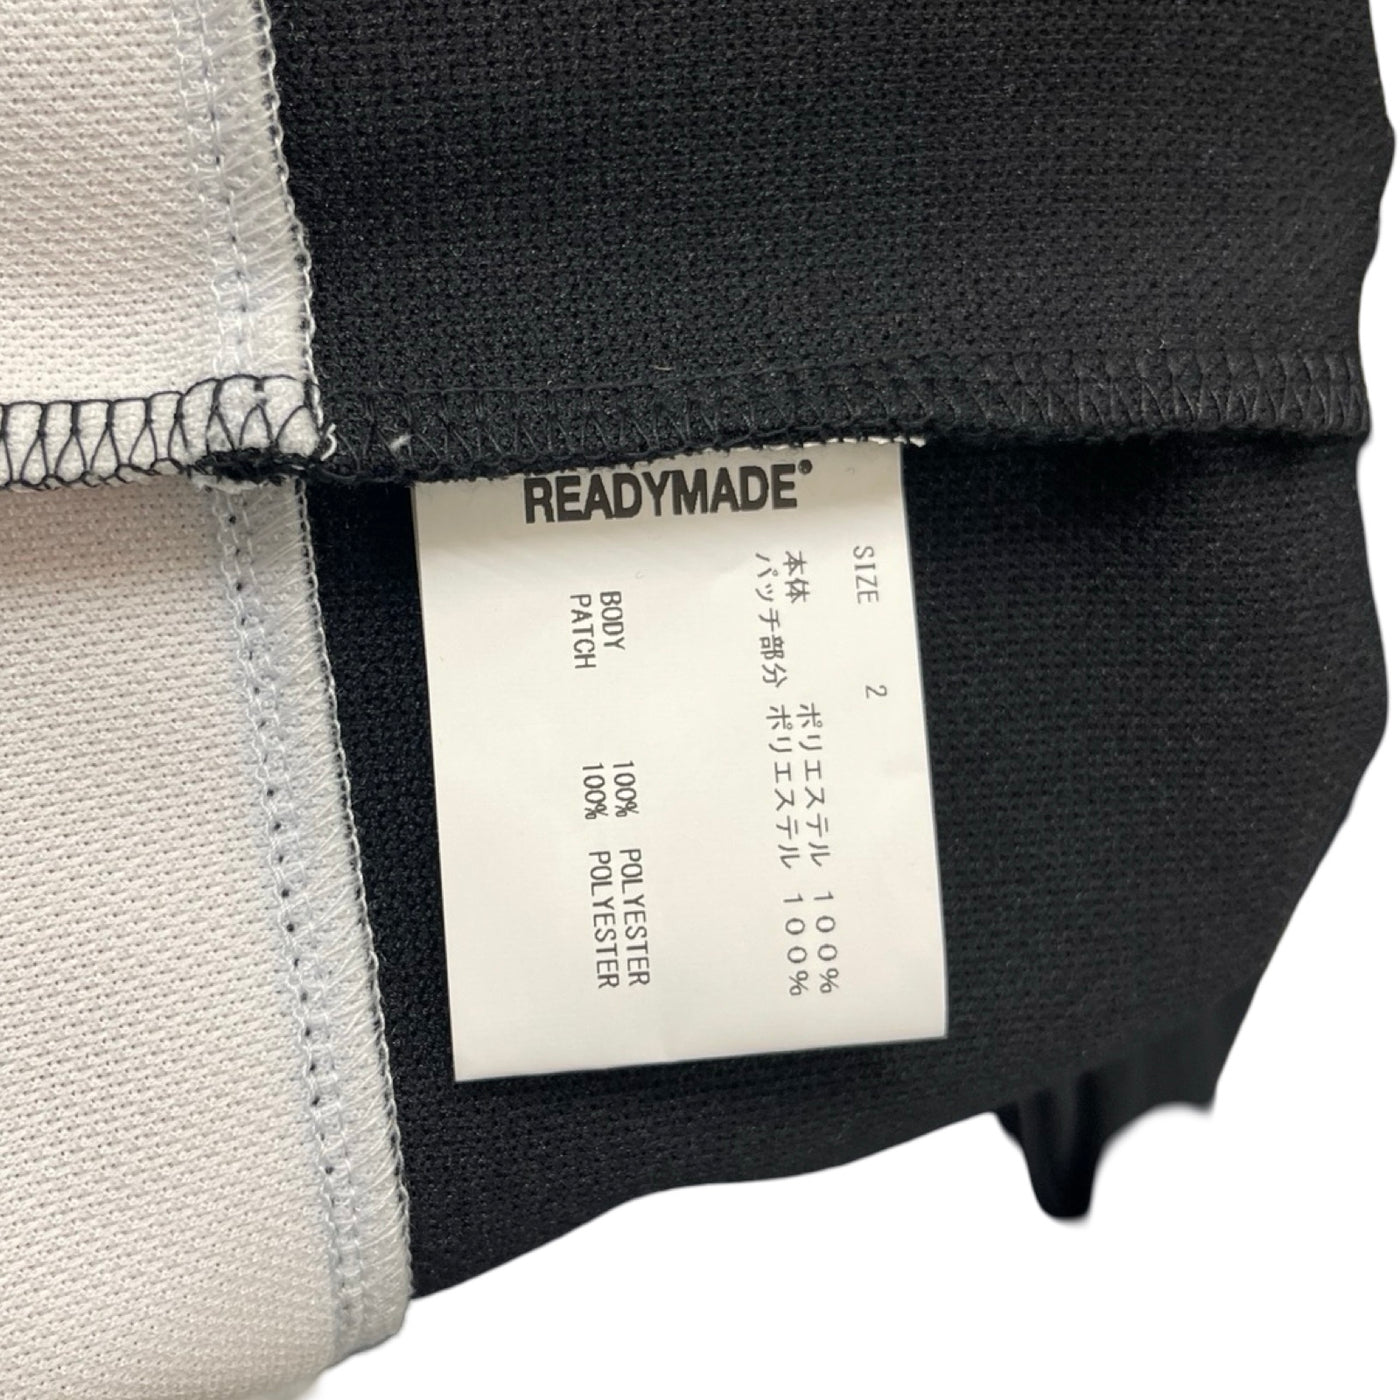 READYMADE®
SIZE 2
本体 ポリエステル 100%
パッチ部分 ポリエステル 100%
BODY 100% POLYESTER
PATCH 100% POLYESTER